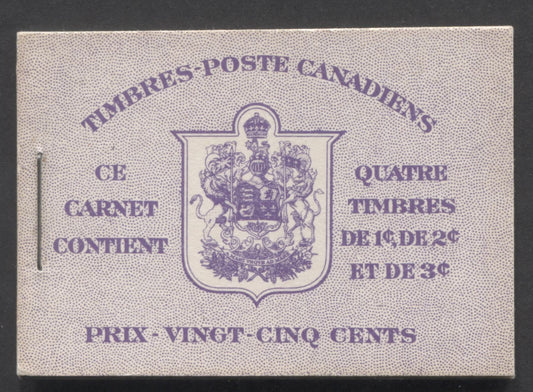 TIMBRES-POSTE CANADIENS
CE
CARNET
CONTIENT
QUATRE
TIMBRES
DE 1¢, DE 2¢
ET DE 3¢
PRIX - VINGT - CINQ CENTS